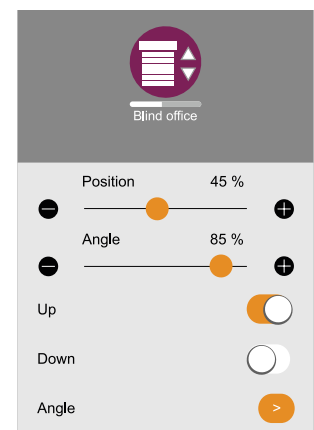 Blind office
Position 45 %
Angle 85 %
Up
Down
Angle >